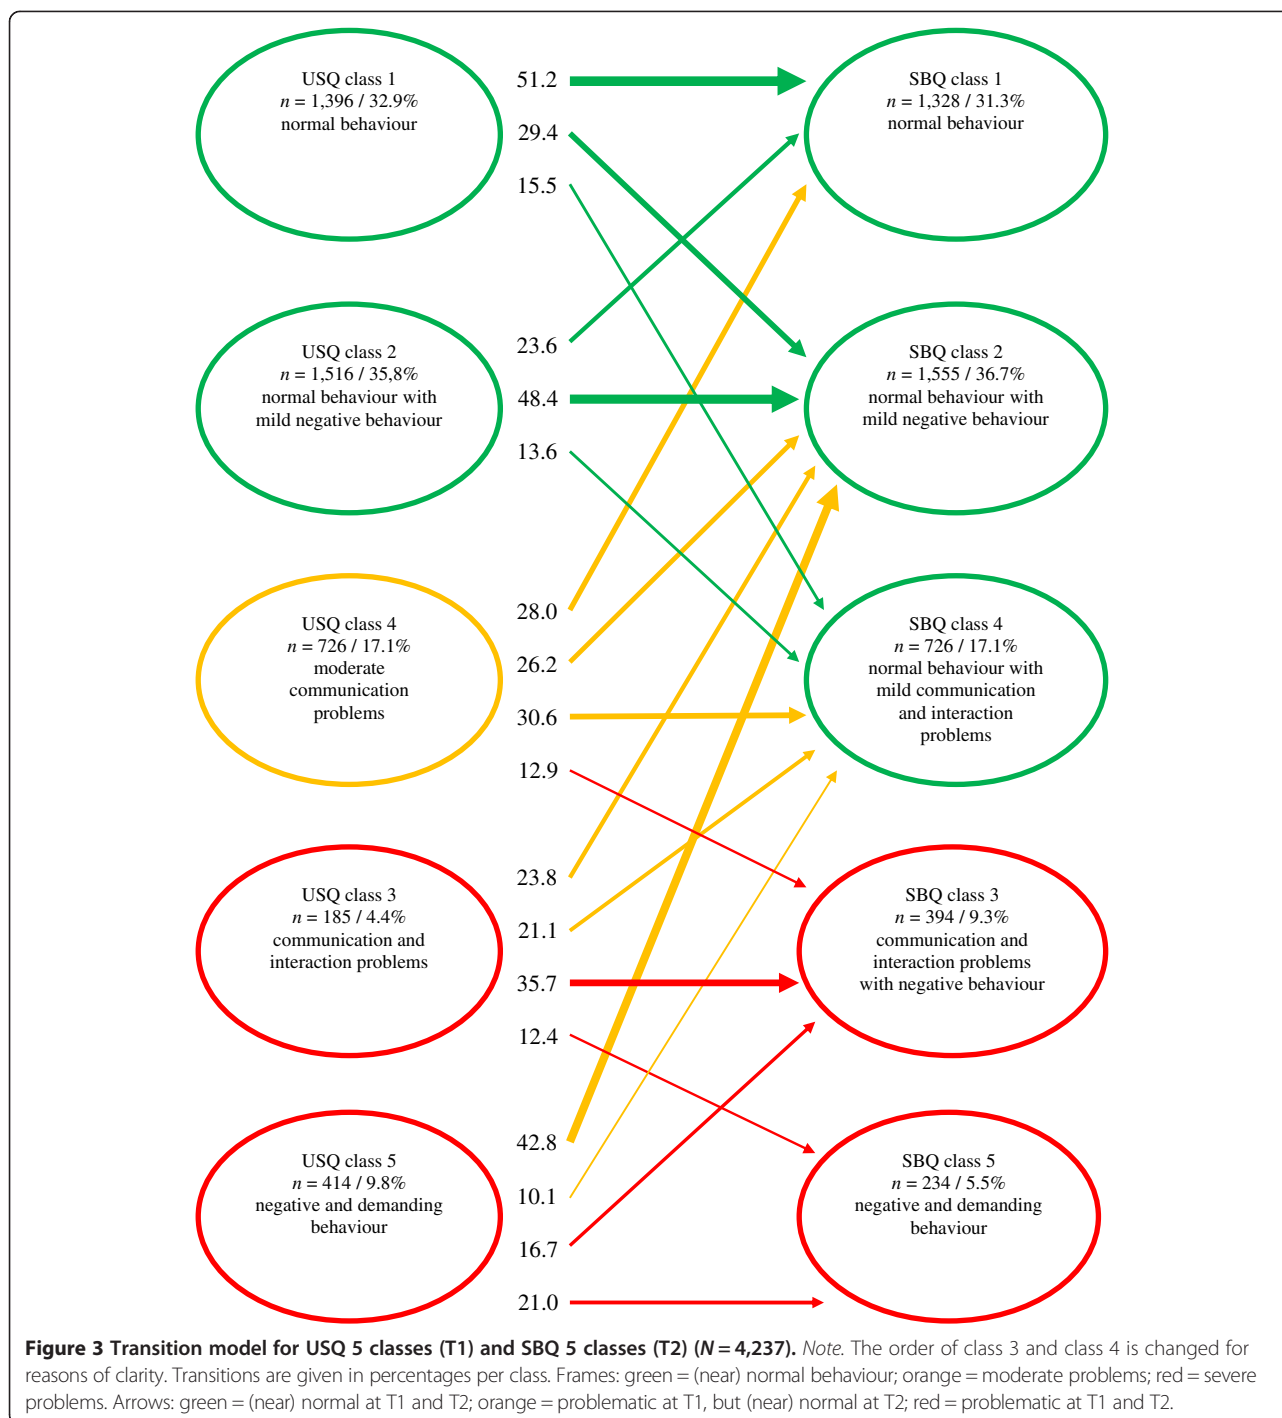 USQ class 1
n = 1,396 / 32.9%
normal behaviour
51.2
29.4
15.5
SBQ class 1
n = 1,328 / 31.3%
normal behaviour
USQ class 2
n = 1,516 / 35,8%
normal behaviour with
mild negative behaviour
23.6
48.4
13.6
SBQ class 2
n = 1,555 / 36.7%
normal behaviour with
mild negative behaviour
USQ class 4
n = 726 / 17.1%
moderate
communication
problems
28.0
26.2
30.6
12.9
SBQ class 4
n = 726 / 17.1%
normal behaviour with
mild communication
and interaction
problems
USQ class 3
n = 185 / 4.4%
communication and
interaction problems
23.8
21.1
35.7
12.4
SBQ class 3
n = 394 / 9.3%
communication and
interaction problems
with negative behaviour
USQ class 5
n = 414 / 9.8%
negative and demanding
behaviour
42.8
10.1
16.7
21.0
SBQ class 5
n = 234 / 5.5%
negative and demanding
behaviour
Figure 3 Transition model for USQ 5 classes (T1) and SBQ 5 classes (T2) (N = 4,237). Note. The order of class 3 and class 4 is changed for
reasons of clarity. Transitions are given in percentages per class. Frames: green = (near) normal behaviour; orange = moderate problems; red = severe
problems. Arrows: green = (near) normal at T1 and T2; orange = problematic at T1, but (near) normal at T2; red = problematic at T1 and T2.